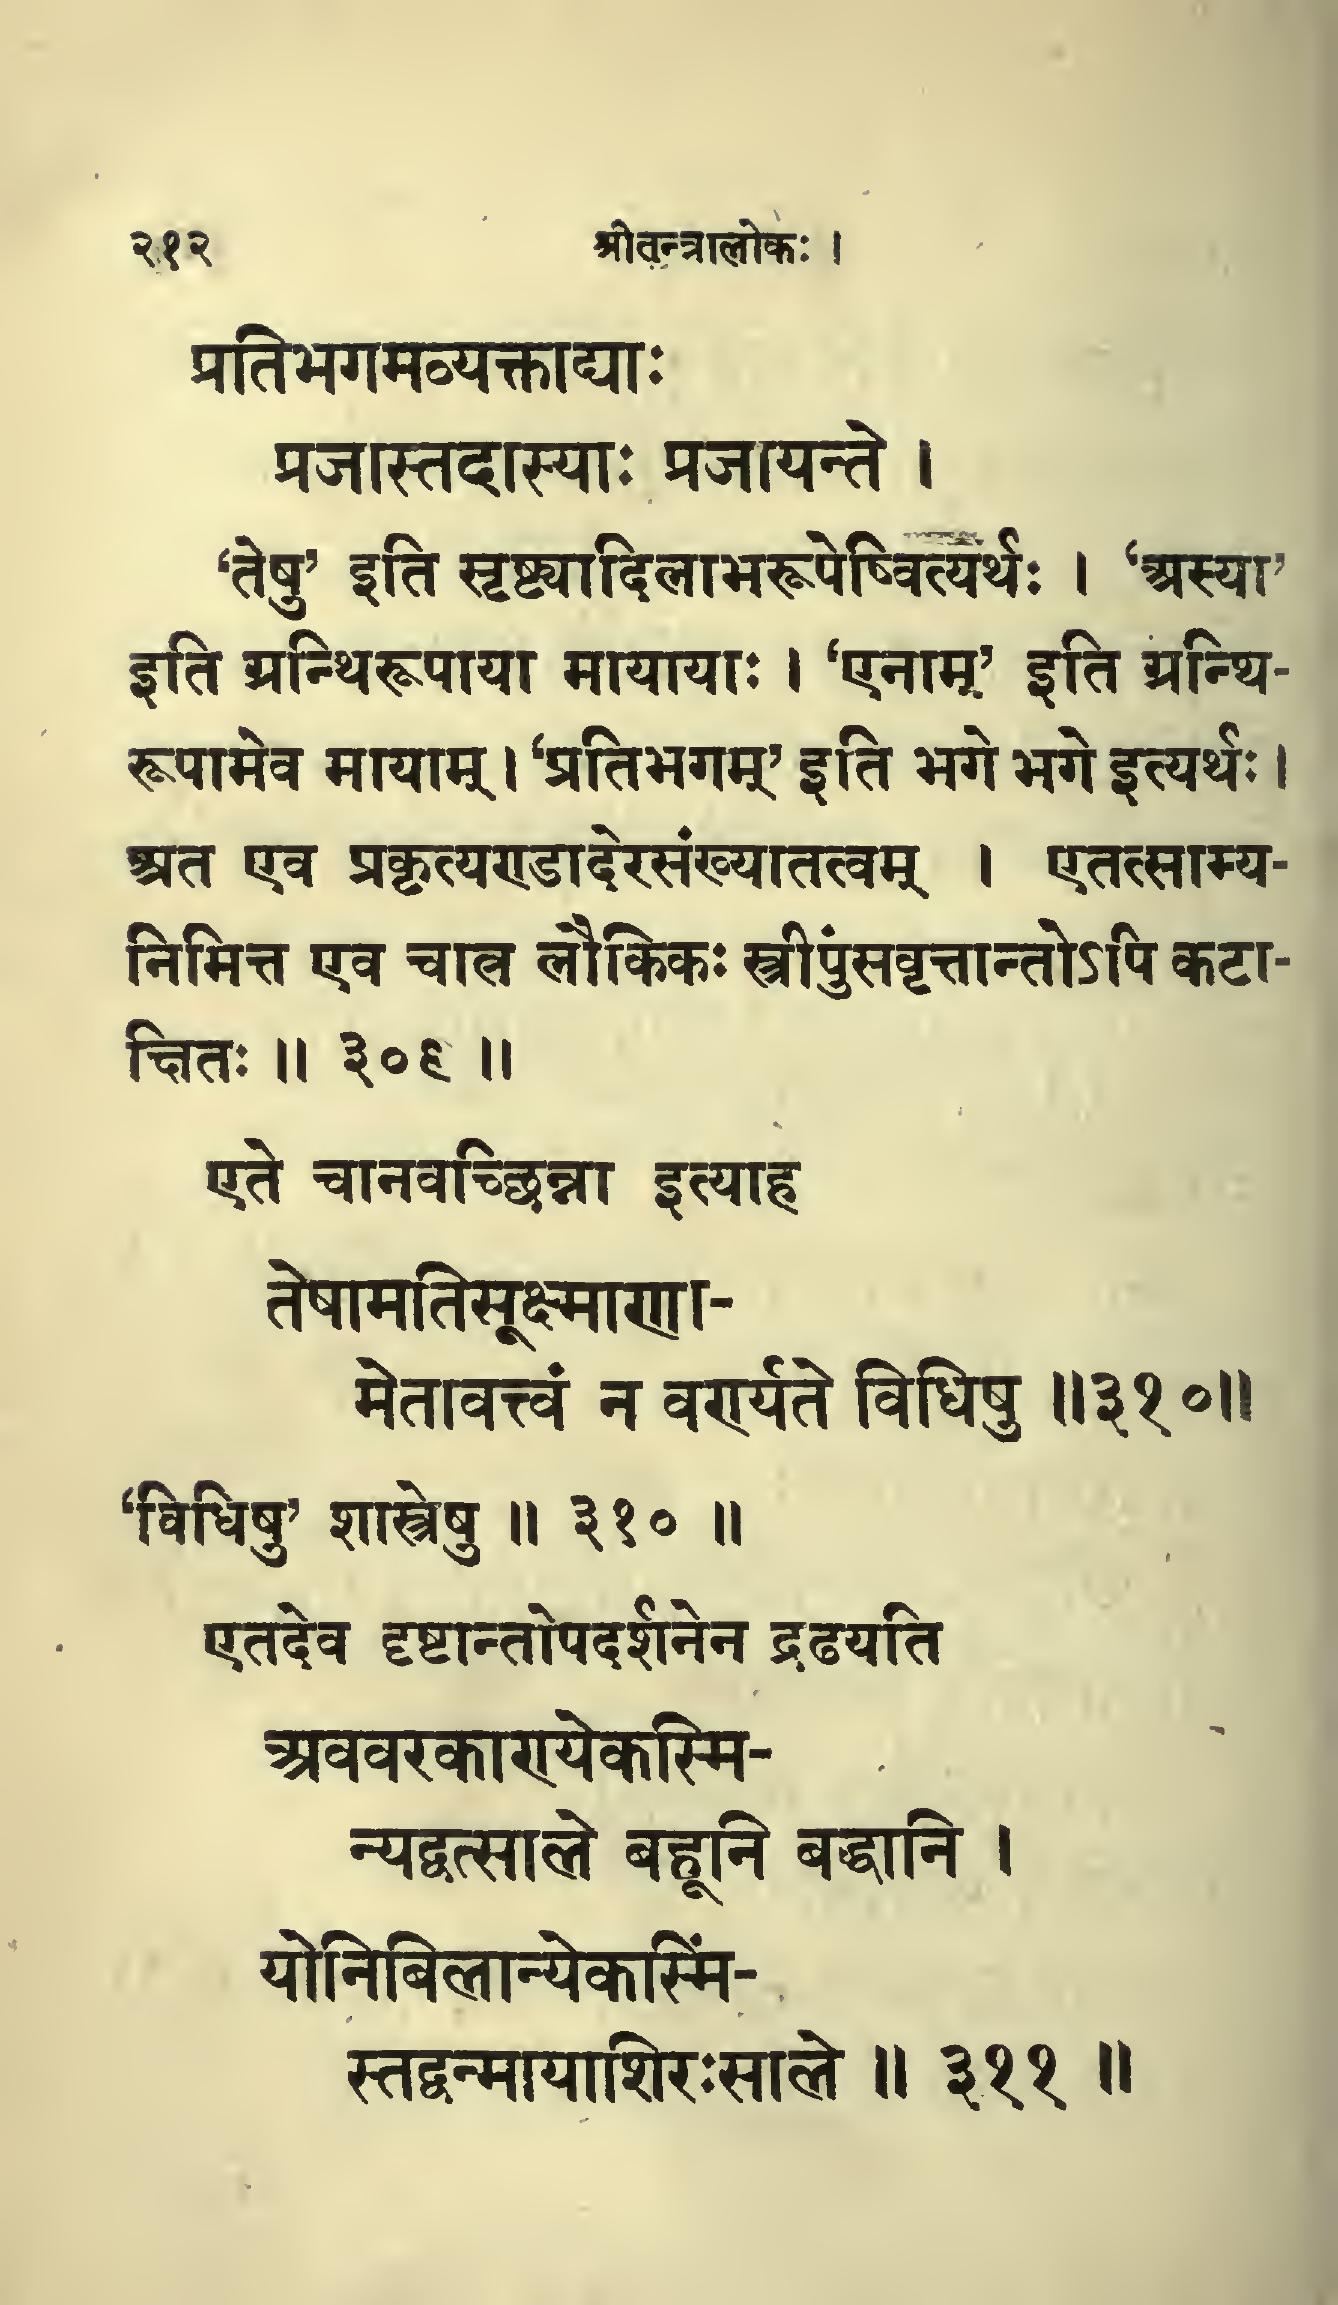 २१२ श्रीतन्त्रालोकः ।
प्रतिभगमव्यक्ताद्याः
प्रजास्तदास्याः प्रजायन्ते ।
‘तेषु’ इति सृष्ट्यादिलाभरूपेष्वित्यर्थः । ‘अस्या’
इति ग्रन्थिरूपाया मायायाः । ‘एनाम्’ इति ग्रन्थि-
रूपामेव मायाम् । ‘प्रतिभगम्’ इति भगे भगे इत्यर्थः ।
अत एव प्रकृत्यण्डादेरसंख्यातत्वम् । एतत्साम्य-
निमित्त एव चात्र लौकिकः स्त्रीपुंसवृत्तान्तोऽपि कटा-
क्षितः ॥ ३०९ ॥
एते चानवच्छिन्ना इत्याह
तेषामतिसूक्ष्माणा-
मेतावत्त्वं न वर्ण्यते विधिषु ॥३१०॥
‘विधिषु’ शास्त्रेषु ॥ ३१० ॥
एतदेव दृष्टान्तोपदर्शनेन द्रढयति
अववरकाण्येकस्मि-
न्यद्वत्साले बहूनि बद्धानि ।
योनिबिलान्येकस्मिं-
स्तद्वन्मायाशिरःसाले ॥ ३११ ॥